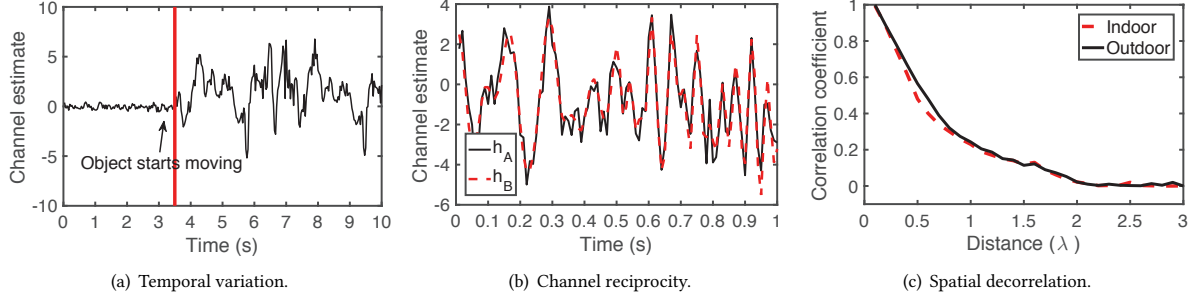 10
5
0
5
10
Channel estimate
Object starts moving
0 1 2 3 4 5 6 7 8 9 10
Time (s)
(a) Temporal variation.
4
2
0
-2
-4
-6
Channel estimate
h_A
h_B
0 0.1 0.2 0.3 0.4 0.5 0.6 0.7 0.8 0.9 1
Time (s)
(b) Channel reciprocity.
1
0.8
0.6
0.4
0.2
0
Correlation coefficient
Indoor
Outdoor
0 0.5 1 1.5 2 2.5 3
Distance (λ )
(c) Spatial decorrelation.